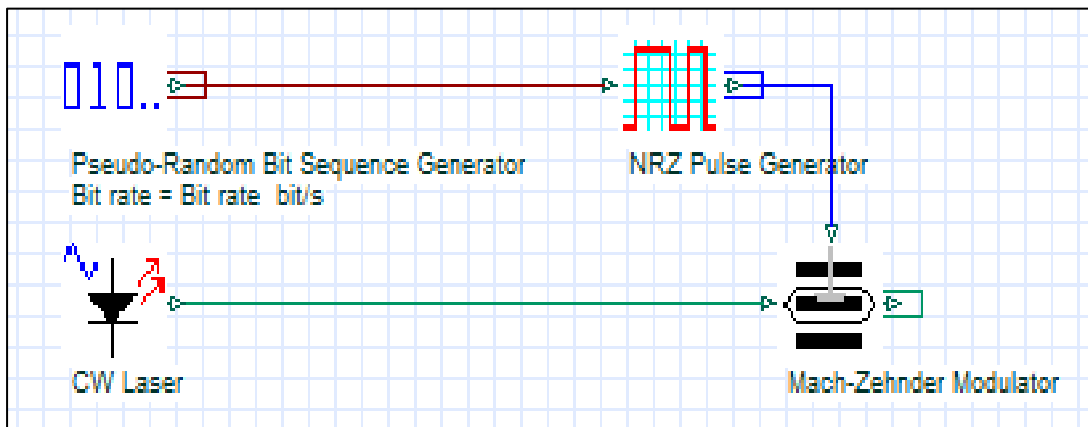 010..
Pseudo-Random Bit Sequence Generator
Bit rate = Bit rate bit/s
NRZ Pulse Generator
CW Laser
Mach-Zehnder Modulator